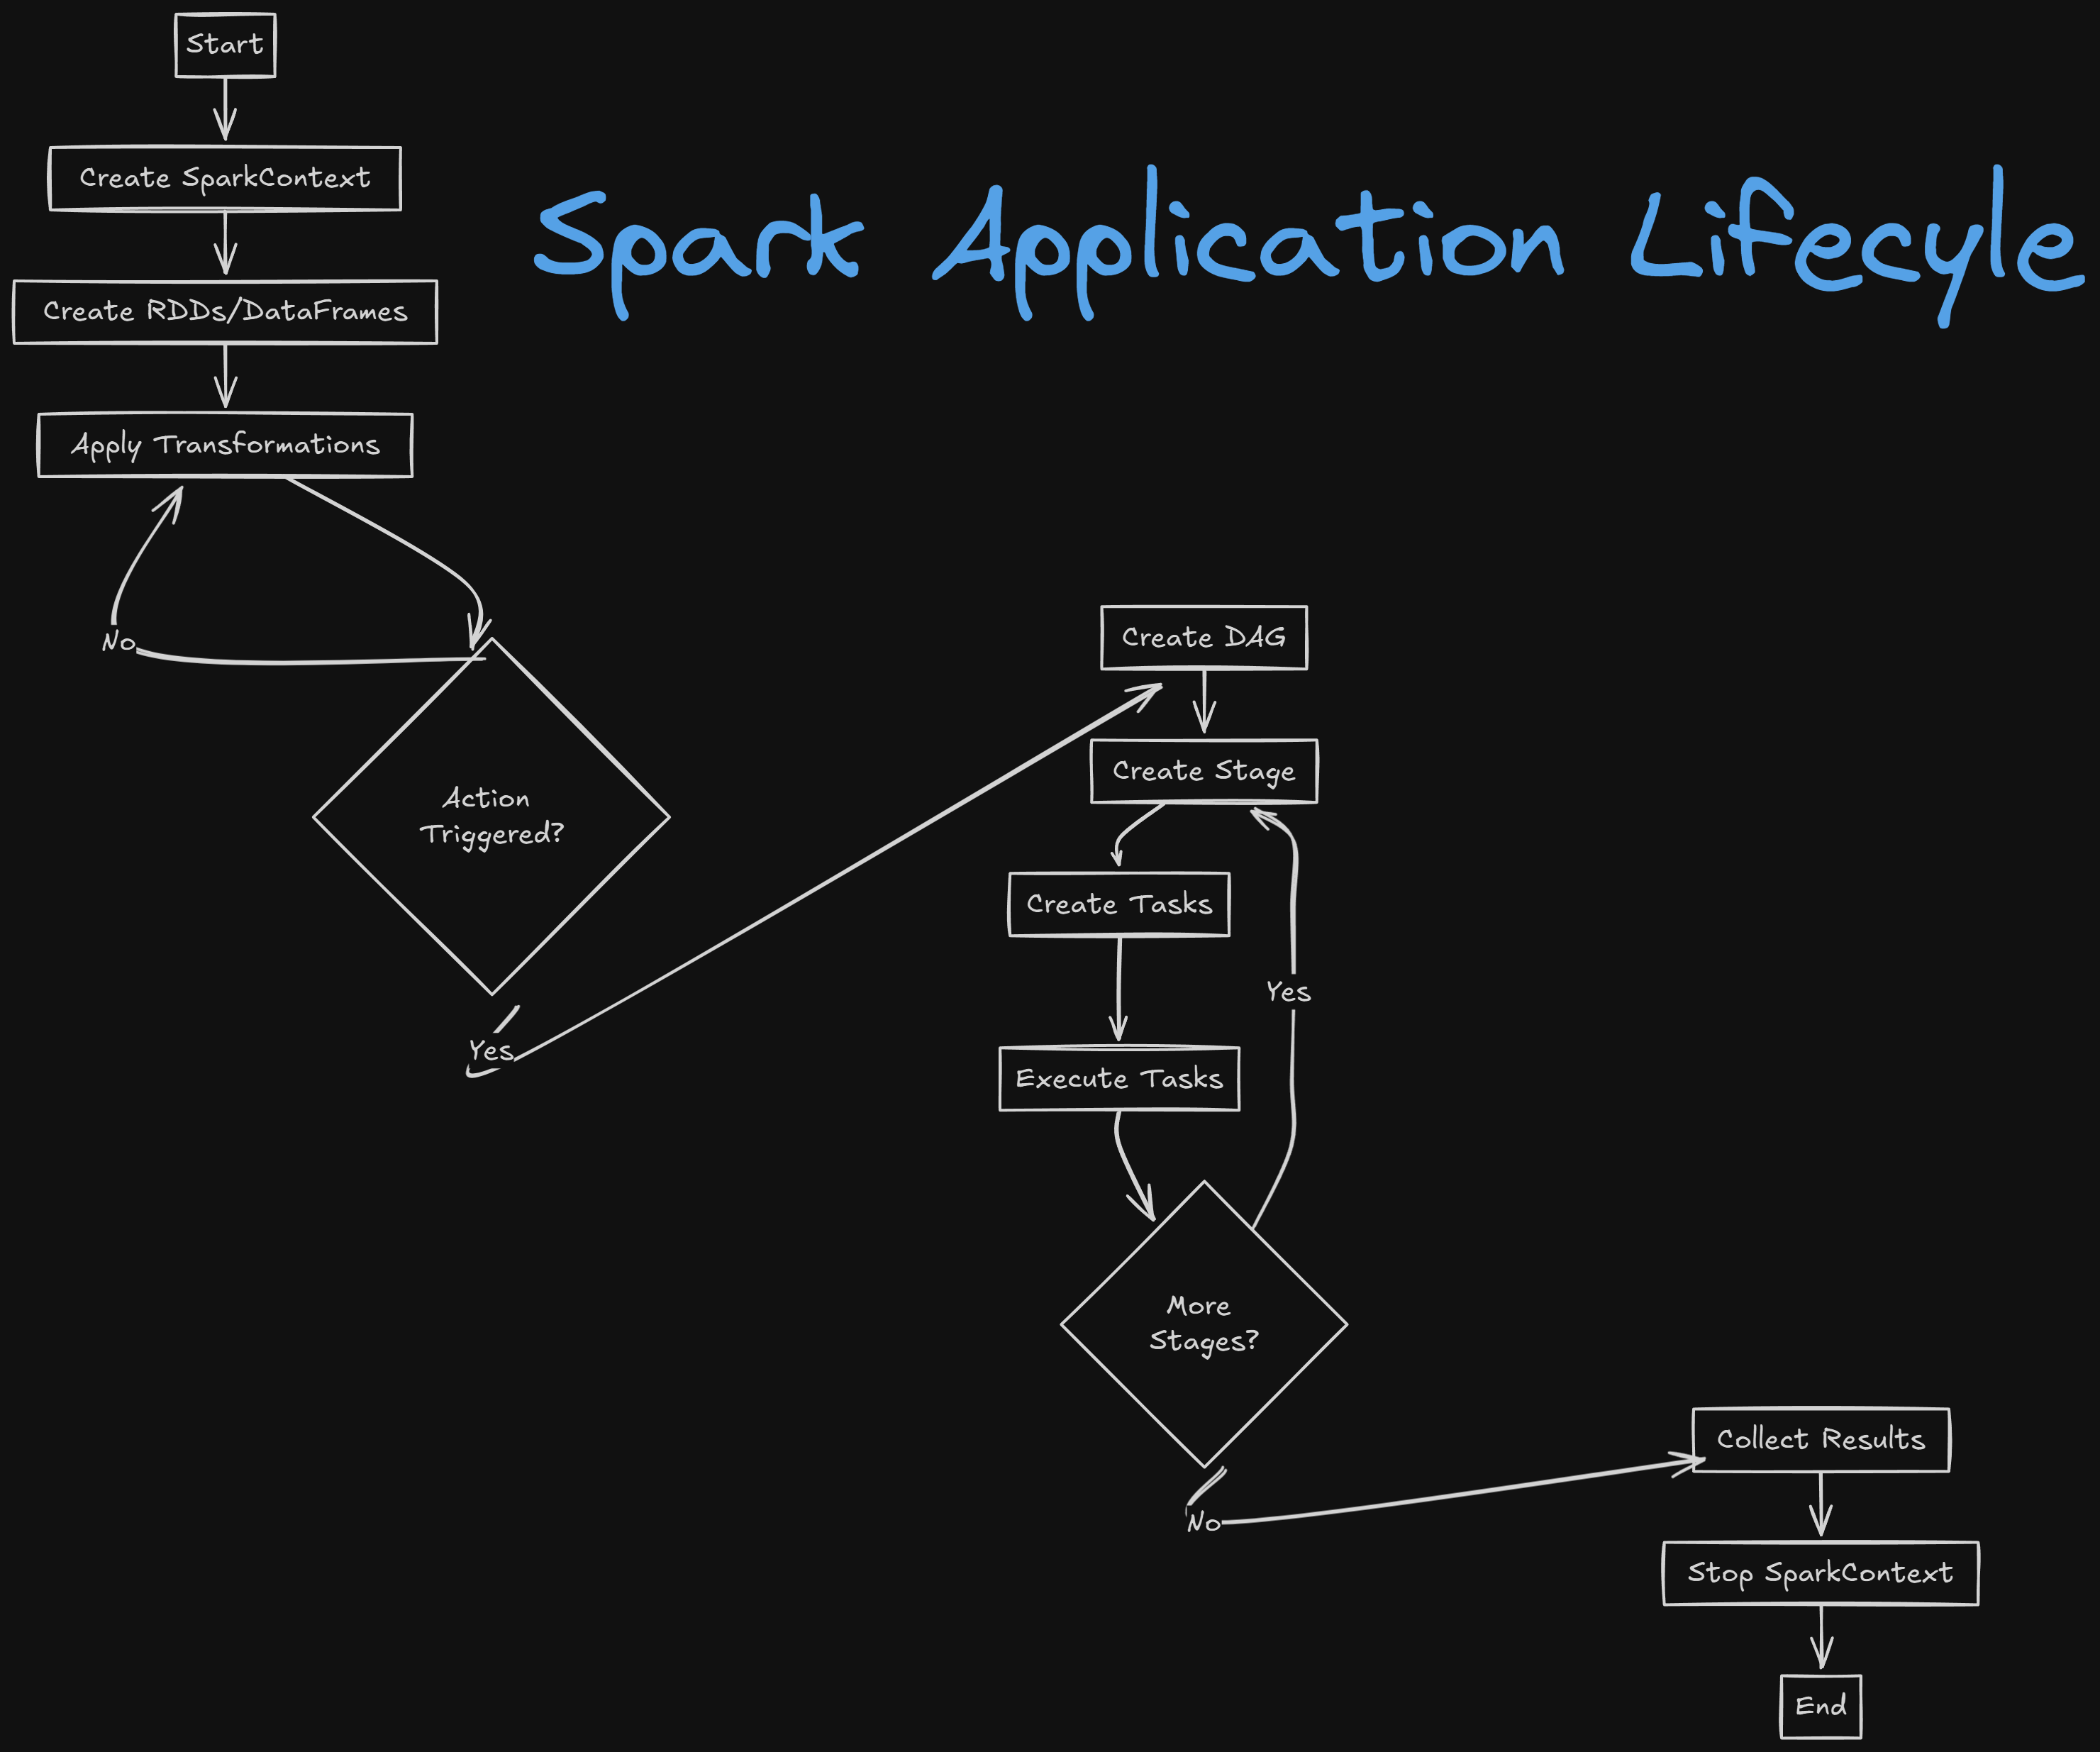 Start
Create SparkContext
Spark Application Lifecyle
Create RDDs/DataFrames
Apply Transformations
No
Action
Triggered?
Yes
Create DAG
Create Stage
Create Tasks
Yes
Execute Tasks
More
Stages?
No
Collect Results
Stop SparkContext
End